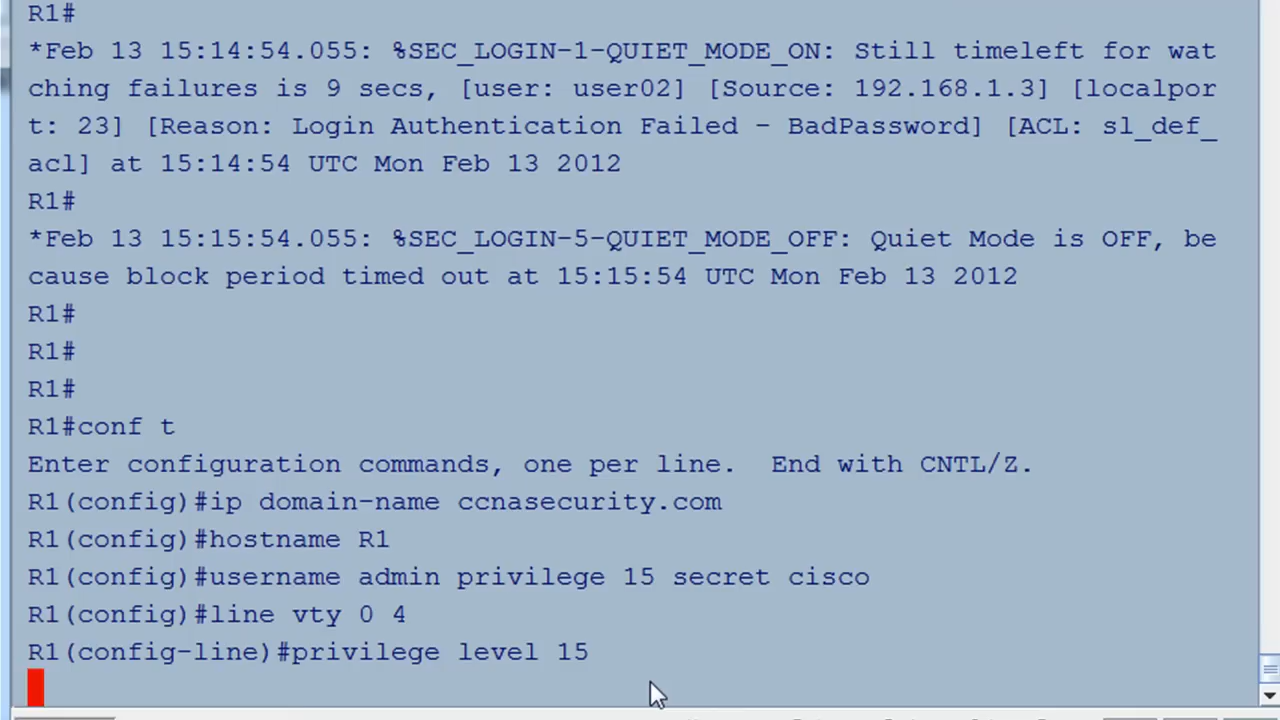 R1#
*Feb 13 15:14:54.055: %SEC_LOGIN-1-QUIET_MODE_ON: Still timeleft for wat
ching failures is 9 secs, [user: user02] [Source: 192.168.1.3] [localpor
t: 23] [Reason: Login Authentication Failed - BadPassword] [ACL: sl_def_
acl] at 15:14:54 UTC Mon Feb 13 2012
R1#
*Feb 13 15:15:54.055: %SEC_LOGIN-5-QUIET_MODE_OFF: Quiet Mode is OFF, be
cause block period timed out at 15:15:54 UTC Mon Feb 13 2012
R1#
R1#
R1#
R1#conf t
Enter configuration commands, one per line.  End with CNTL/Z.
R1(config)#ip domain-name ccnasecurity.com
R1(config)#hostname R1
R1(config)#username admin privilege 15 secret cisco
R1(config)#line vty 0 4
R1(config-line)#privilege level 15